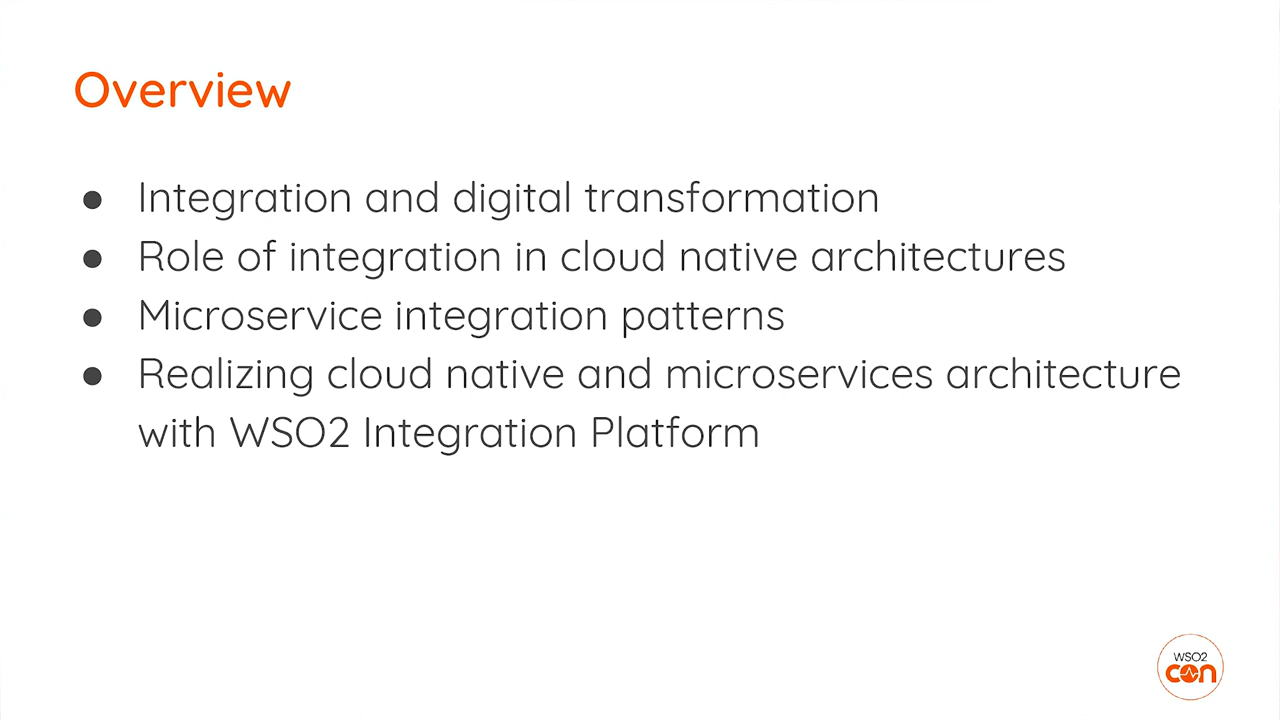 Overview
● Integration and digital transformation
● Role of integration in cloud native architectures
● Microservice integration patterns
● Realizing cloud native and microservices architecture
with WSO2 Integration Platform
WSO2
con